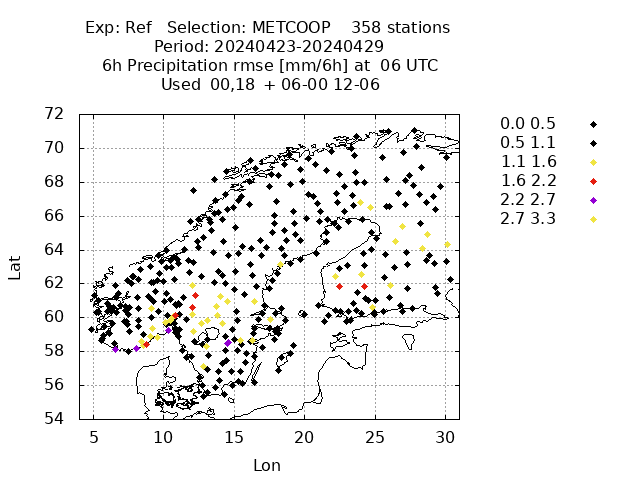 Exp: Ref   Selection: METCOOP    358 stations
Period: 20240423-20240429
6h Precipitation rmse [mm/6h] at  06 UTC
Used  00,18  + 06-00 12-06
72
70
68
66
64
62
60
58
56
54
Lat
5 10 15 20 25 30
Lon
0.0 0.5
0.5 1.1
1.1 1.6
1.6 2.2
2.2 2.7
2.7 3.3